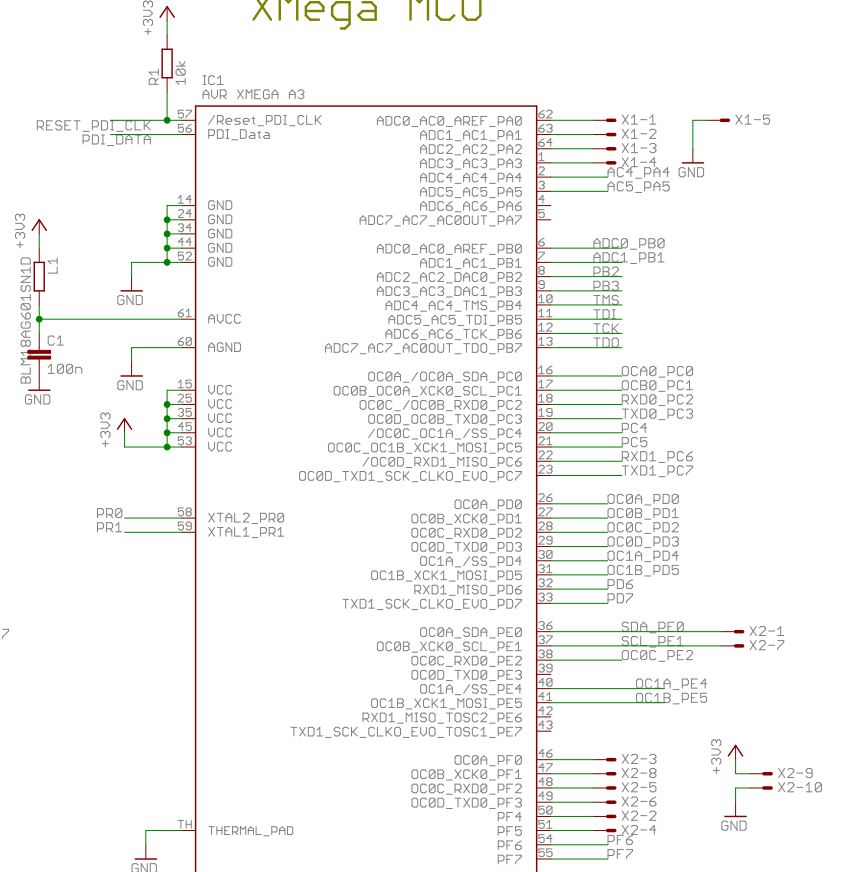 XMega MCU
+3V3
R1
10k
IC1
AVR XMEGA A3
RESET_PDI_CLK
57
/Reset_PDI_CLK
PDI_DATA
56
PDI_Data
14
GND
24
GND
34
GND
44
GND
52
GND
GND
+3V3
L1
BLM18AG601SN1D
61
AVCC
C1
100n
GND
60
AGND
GND
15
VCC
25
VCC
35
VCC
45
VCC
53
VCC
+3V3
PR0
58
XTAL2_PR0
PR1
59
XTAL1_PR1
7
TH
THERMAL_PAD
GND
ADC0_AC0_AREF_PA0 62 X1-1
ADC1_AC1_PA1 63 X1-2
ADC2_AC2_PA2 64 X1-3
ADC3_AC3_PA3 1 X1-4
ADC4_AC4_PA4 2 AC4_PA4
ADC5_AC5_PA5 3 AC5_PA5
ADC6_AC6_PA6 4
ADC7_AC7_AC0OUT_PA7 5
X1-5
GND
ADC0_AC0_AREF_PB0 6 ADC0_PB0
ADC1_AC1_PB1 7 ADC1_PB1
ADC2_AC2_DAC0_PB2 8 PB2
ADC3_AC3_DAC1_PB3 9 PB3
ADC4_AC4_TMS_PB4 10 TMS
ADC5_AC5_TDI_PB5 11 TDI
ADC6_AC6_TCK_PB6 12 TCK
ADC7_AC7_AC0OUT_TDO_PB7 13 TDO
OC0A_/OC0A_SDA_PC0 16 OCA0_PC0
OC0B_OC0A_XCK0_SCL_PC1 17 OCB0_PC1
OC0C_/OC0B_RXD0_PC2 18 RXD0_PC2
OC0D_OC0B_TXD0_PC3 19 TXD0_PC3
/OC0C_OC1A_/SS_PC4 20 PC4
OC0C_OC1B_XCK1_MOSI_PC5 21 PC5
/OC0D_RXD1_MISO_PC6 22 RXD1_PC6
OC0D_TXD1_SCK_CLKO_EVO_PC7 23 TXD1_PC7
OC0A_PD0 26 OC0A_PD0
OC0B_XCK0_PD1 27 OC0B_PD1
OC0C_RXD0_PD2 28 OC0C_PD2
OC0D_TXD0_PD3 29 OC0D_PD3
OC1A_/SS_PD4 30 OC1A_PD4
OC1B_XCK1_MOSI_PD5 31 OC1B_PD5
RXD1_MISO_PD6 32 PD6
TXD1_SCK_CLKO_EVO_PD7 33 PD7
OC0A_SDA_PE0 36 SDA_PE0 X2-1
OC0B_XCK0_SCL_PE1 37 SCL_PE1 X2-7
OC0C_RXD0_PE2 38 OC0C_PE2
OC0D_TXD0_PE3 39
OC1A_/SS_PE4 40 OC1A_PE4
OC1B_XCK1_MOSI_PE5 41 OC1B_PE5
RXD1_MISO_TOSC2_PE6 42
TXD1_SCK_CLKO_EVO_TOSC1_PE7 43
OC0A_PF0 46 X2-3
OC0B_XCK0_PF1 47 X2-8
OC0C_RXD0_PF2 48 X2-5
OC0D_TXD0_PF3 49 X2-6
PF4 50 X2-2
PF5 51 X2-4
PF6 54 PF6
PF7 55 PF7
+3V3
X2-9
X2-10
GND